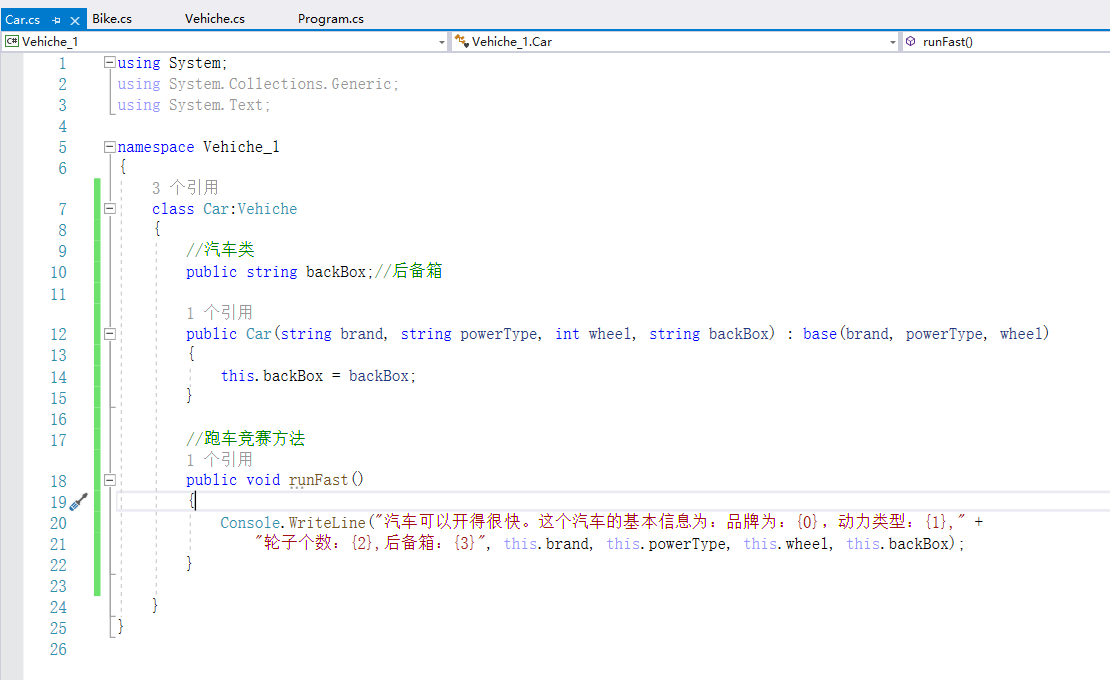 Car.cs Bike.cs Vehiche.cs Program.cs
C# Vehiche_1 Vehiche_1.Car runFast()
1 using System;
2 using System.Collections.Generic;
3 using System.Text;
4
5 namespace Vehiche_1
6 {
3 个引用
7 class Car:Vehiche
8 {
9 //汽车类
10 public string backBox;//后备箱
11
1 个引用
12 public Car(string brand, string powerType, int wheel, string backBox) : base(brand, powerType, wheel)
13 {
14 this.backBox = backBox;
15 }
16
17 //跑车竞赛方法
1 个引用
18 public void runFast()
19 {
20 Console.WriteLine("汽车可以开得很快。这个汽车的基本信息为：品牌为：{0}，动力类型：{1}," +
21 "轮子个数：{2},后备箱：{3}", this.brand, this.powerType, this.wheel, this.backBox);
22 }
23
24 }
25 }
26